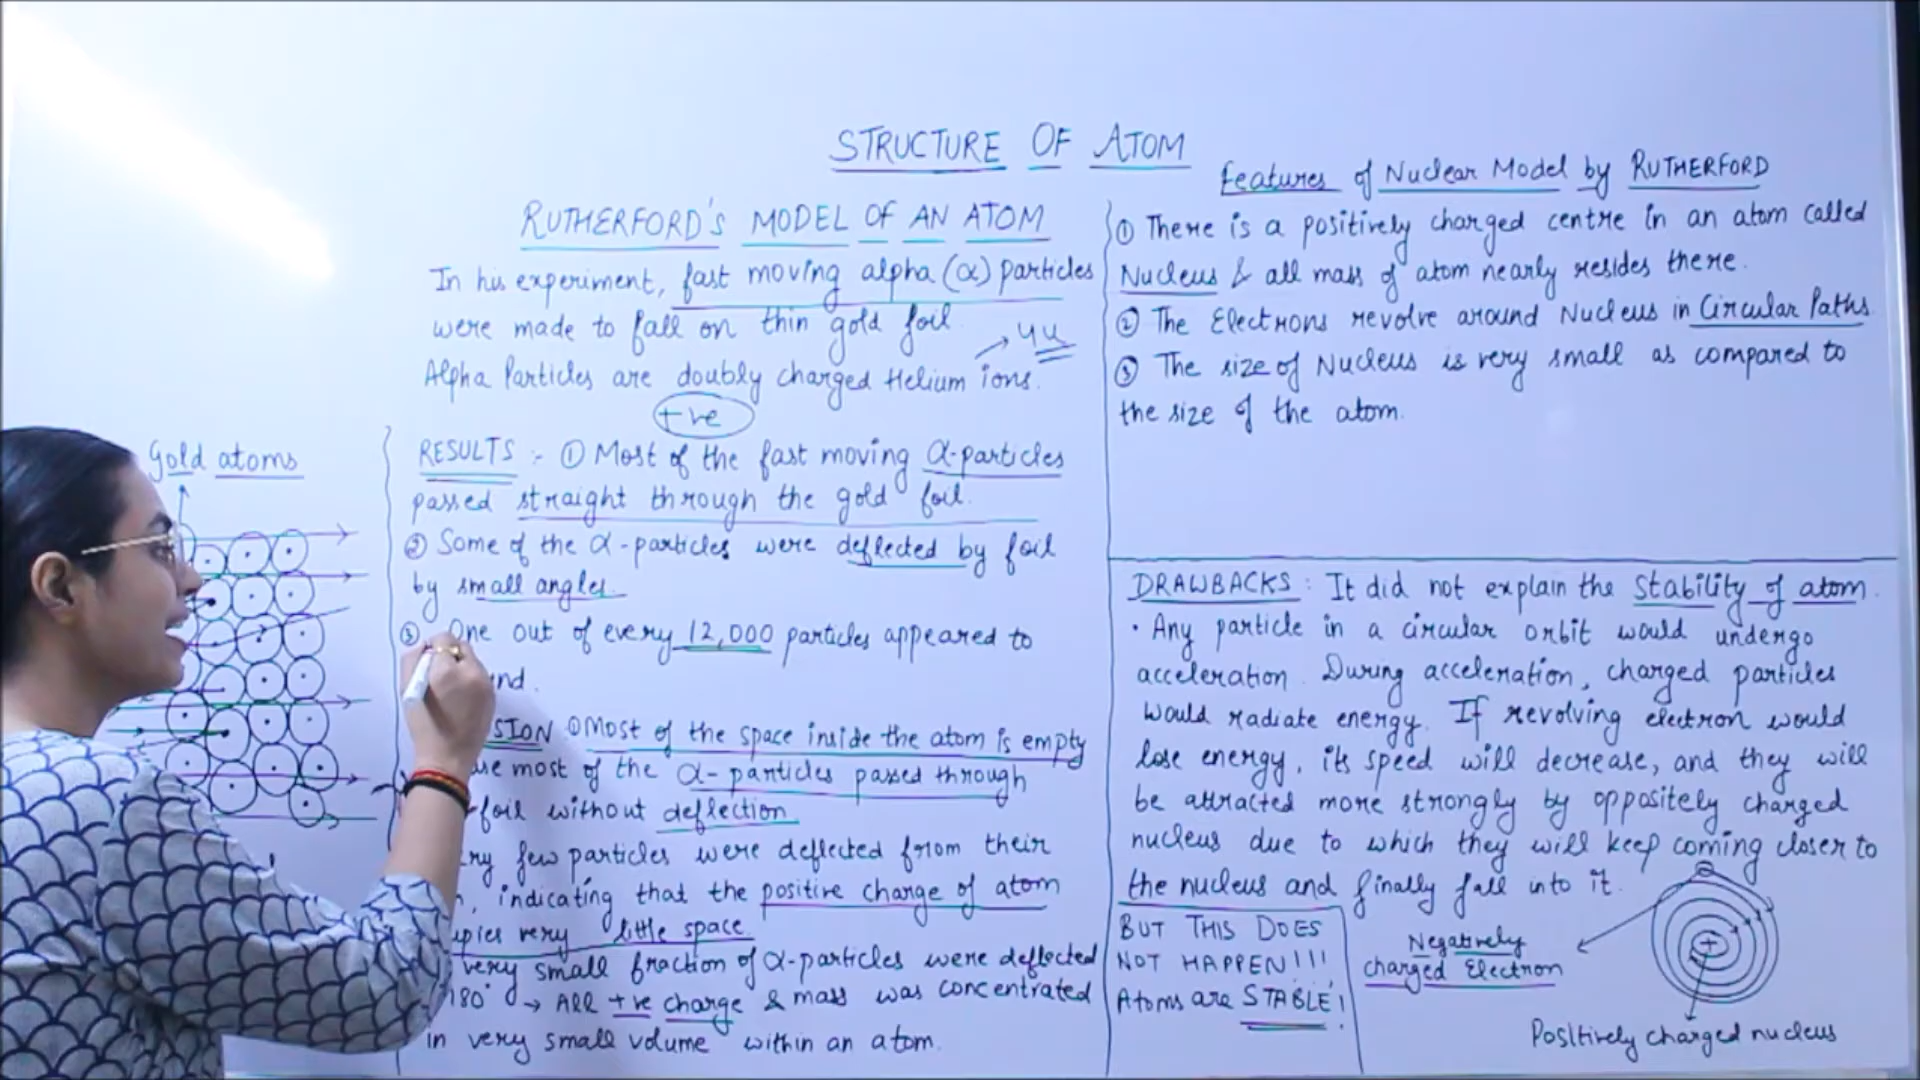 STRUCTURE OF ATOM
RUTHERFORD'S MODEL OF AN ATOM
In his experiment, fast moving alpha (α) particles
were made to fall on thin gold foil.
4u
Alpha Particles are doubly charged Helium ions.
+ve
Gold atoms
RESULTS :- ① Most of the fast moving α-particles
passed straight through the gold foil.
② Some of the α-particles were deflected by foil
by small angles.
③ One out of every 12,000 particles appeared to
① Most of the space inside the atom is empty
most of the α-particles passed through
foil without deflection
few particles were deflected from their
indicating that the positive charge of atom
very little space.
very small fraction of α-particles were deflected
180° → All +ve charge & mass was concentrated
in very small volume within an atom.
Features of Nuclear Model by RUTHERFORD
① There is a positively charged centre in an atom called
Nucleus & all mass of atom nearly resides there.
② The Electrons revolve around Nucleus in Circular Paths.
③ The size of Nucleus is very small as compared to
the size of the atom.
DRAWBACKS : It did not explain the Stability of atom.
• Any particle in a circular orbit would undergo
acceleration. During acceleration, charged particles
would radiate energy. If revolving electron would
lose energy, its speed will decrease, and they will
be attracted more strongly by oppositely charged
nucleus due to which they will keep coming closer to
the nucleus and finally fall into it.
BUT THIS DOES
NOT HAPPEN!!!
Atoms are STABLE!
Negatively
charged Electron
+
Positively charged nucleus